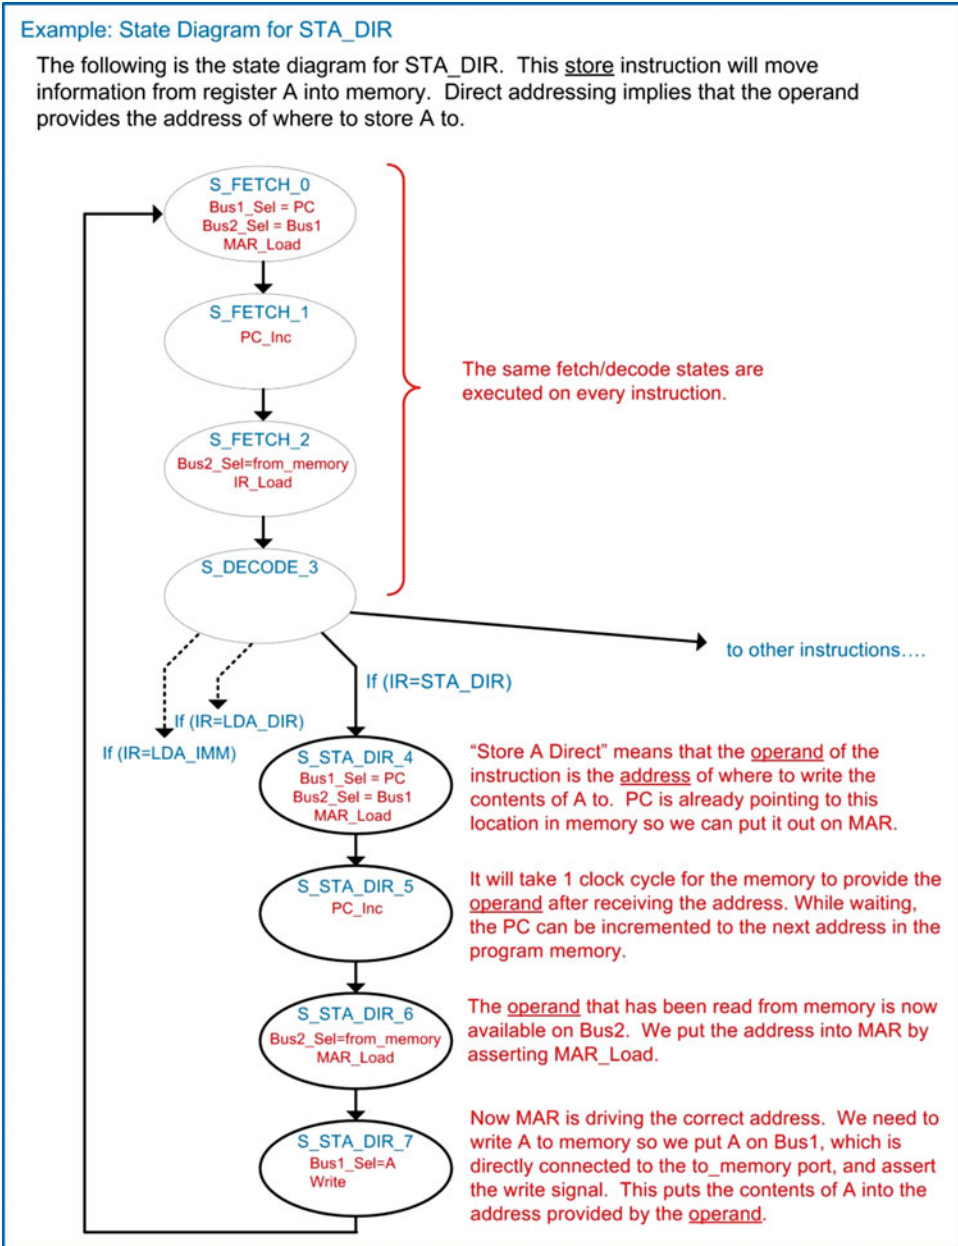 Example: State Diagram for STA_DIR
The following is the state diagram for STA_DIR.  This store instruction will move
information from register A into memory.  Direct addressing implies that the operand
provides the address of where to store A to.
S_FETCH_0
Bus1_Sel = PC
Bus2_Sel = Bus1
MAR_Load
S_FETCH_1
PC_Inc
The same fetch/decode states are
executed on every instruction.
S_FETCH_2
Bus2_Sel=from_memory
IR_Load
S_DECODE_3
to other instructions....
If (IR=STA_DIR)
If (IR=LDA_DIR)
If (IR=LDA_IMM)
S_STA_DIR_4
Bus1_Sel = PC
Bus2_Sel = Bus1
MAR_Load
“Store A Direct” means that the operand of the
instruction is the address of where to write the
contents of A to.  PC is already pointing to this
location in memory so we can put it out on MAR.
S_STA_DIR_5
PC_Inc
It will take 1 clock cycle for the memory to provide the
operand after receiving the address. While waiting,
the PC can be incremented to the next address in the
program memory.
S_STA_DIR_6
Bus2_Sel=from_memory
MAR_Load
The operand that has been read from memory is now
available on Bus2.  We put the address into MAR by
asserting MAR_Load.
S_STA_DIR_7
Bus1_Sel=A
Write
Now MAR is driving the correct address.  We need to
write A to memory so we put A on Bus1, which is
directly connected to the to_memory port, and assert
the write signal.  This puts the contents of A into the
address provided by the operand.